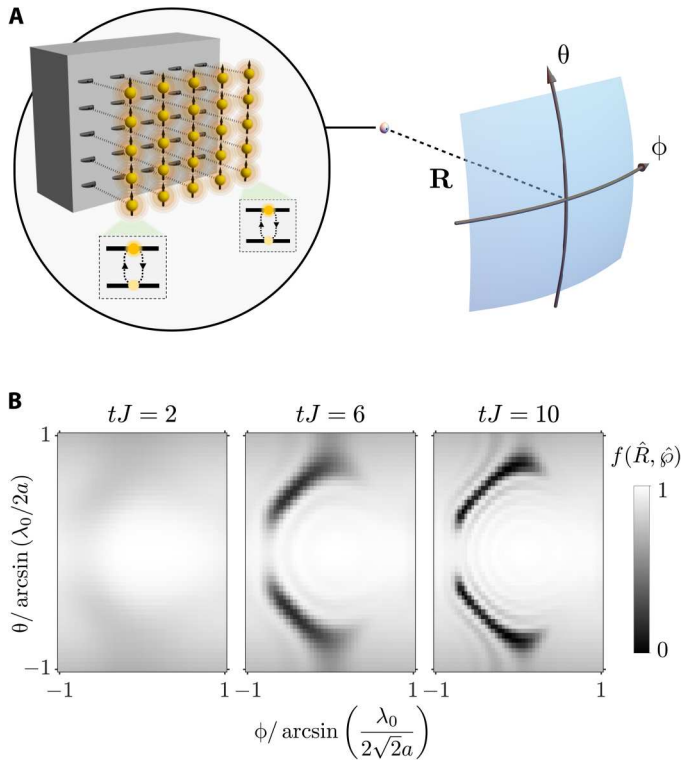 A
θ
ϕ
R
B
tJ = 2
tJ = 6
tJ = 10
f(R̂, ℘̂)
1
0
θ/ arcsin (λ₀/2a)
1
−1
−1
1
−1
1
−1
1
ϕ/ arcsin (λ₀/2√2a)